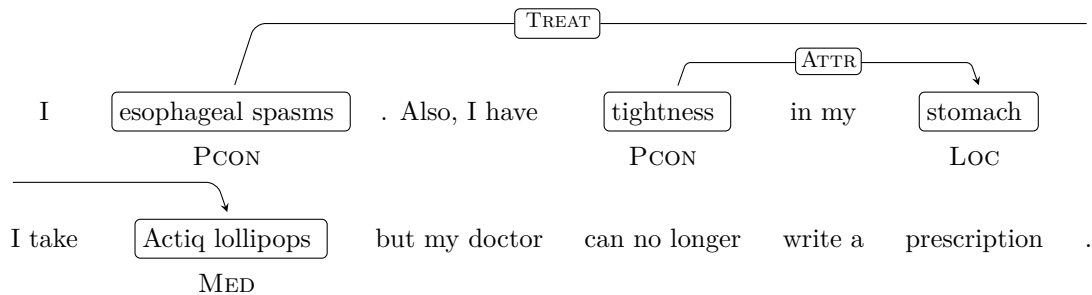 TREAT
ATTR
I esophageal spasms . Also, I have tightness in my stomach
PCON PCON LOC
I take Actiq lollipops but my doctor can no longer write a prescription .
MED